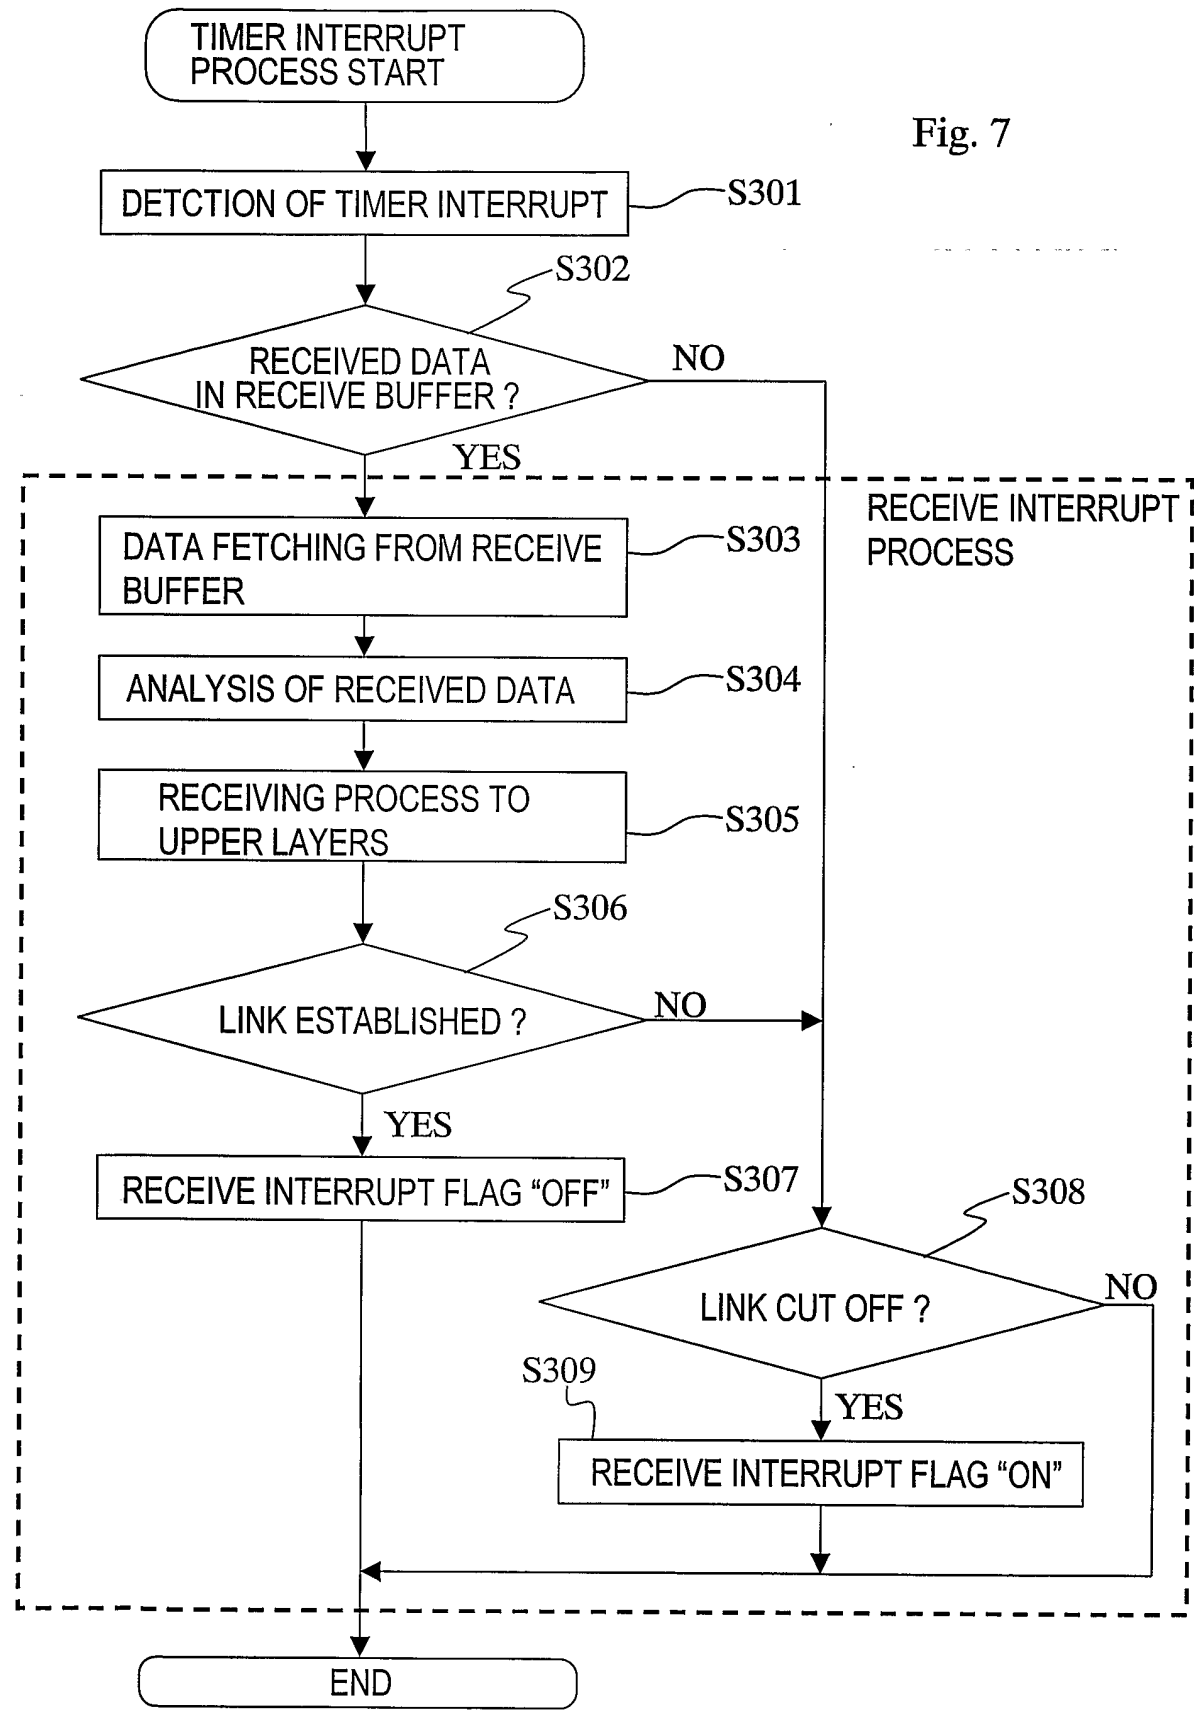 TIMER INTERRUPT
PROCESS START
Fig. 7
DETCTION OF TIMER INTERRUPT
S301
S302
RECEIVED DATA
IN RECEIVE BUFFER ?
NO
YES
RECEIVE INTERRUPT
PROCESS
DATA FETCHING FROM RECEIVE
BUFFER
S303
ANALYSIS OF RECEIVED DATA
S304
RECEIVING PROCESS TO
UPPER LAYERS
S305
S306
LINK ESTABLISHED ?
NO
YES
RECEIVE INTERRUPT FLAG “OFF”
S307
S308
LINK CUT OFF ?
NO
S309
YES
RECEIVE INTERRUPT FLAG “ON”
END